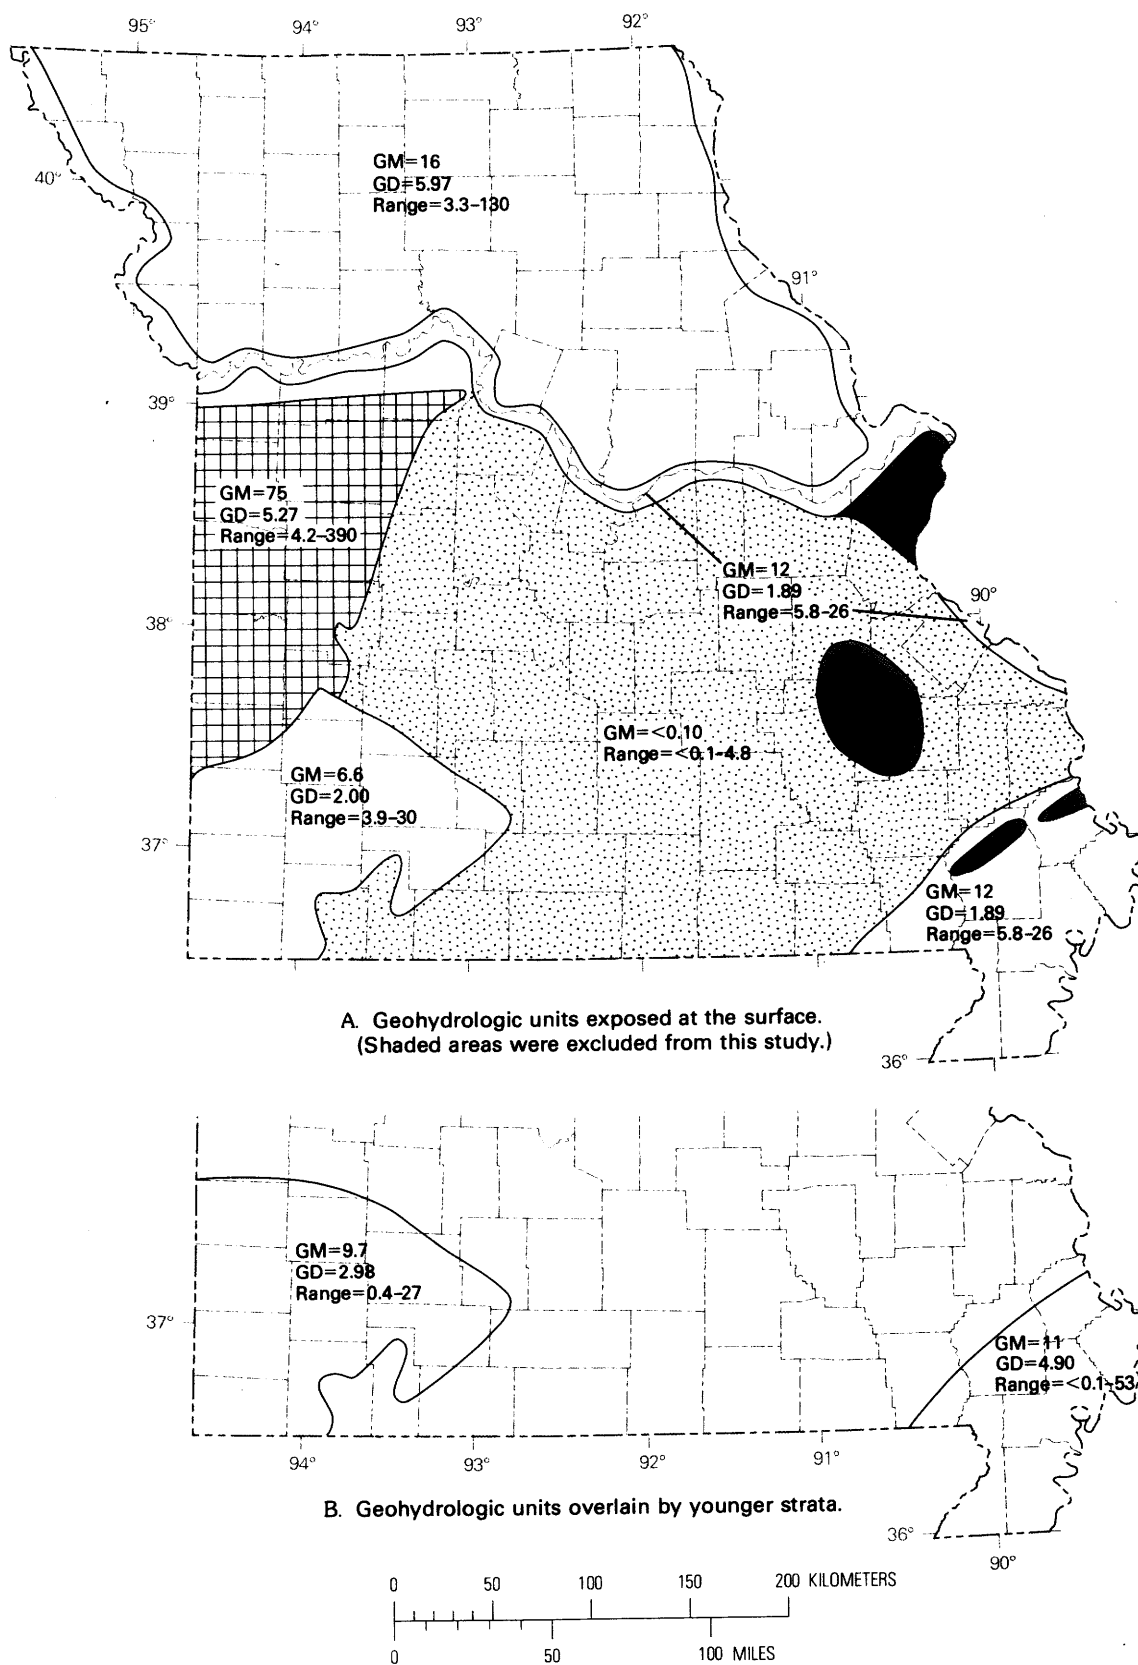 95°
94°
93°
92°
GM=16
GD=5.97
Range=3.3-130
40°
91°
39°
GM=75
GD=5.27
Range=4.2-390
GM=12
GD=1.89
Range=5.8-26
90°
38°
GM=<0.10
Range=<0.1-4.8
GM=6.6
GD=2.00
Range=3.9-30
37°
GM=12
GD=1.89
Range=5.8-26
A. Geohydrologic units exposed at the surface.
(Shaded areas were excluded from this study.)
36°
GM=9.7
GD=2.98
Range=0.4-27
37°
GM=11
GD=4.90
Range=<0.1-53
94°
93°
92°
91°
B. Geohydrologic units overlain by younger strata.
36°
90°
0 50 100 150 200 KILOMETERS
0 50 100 MILES